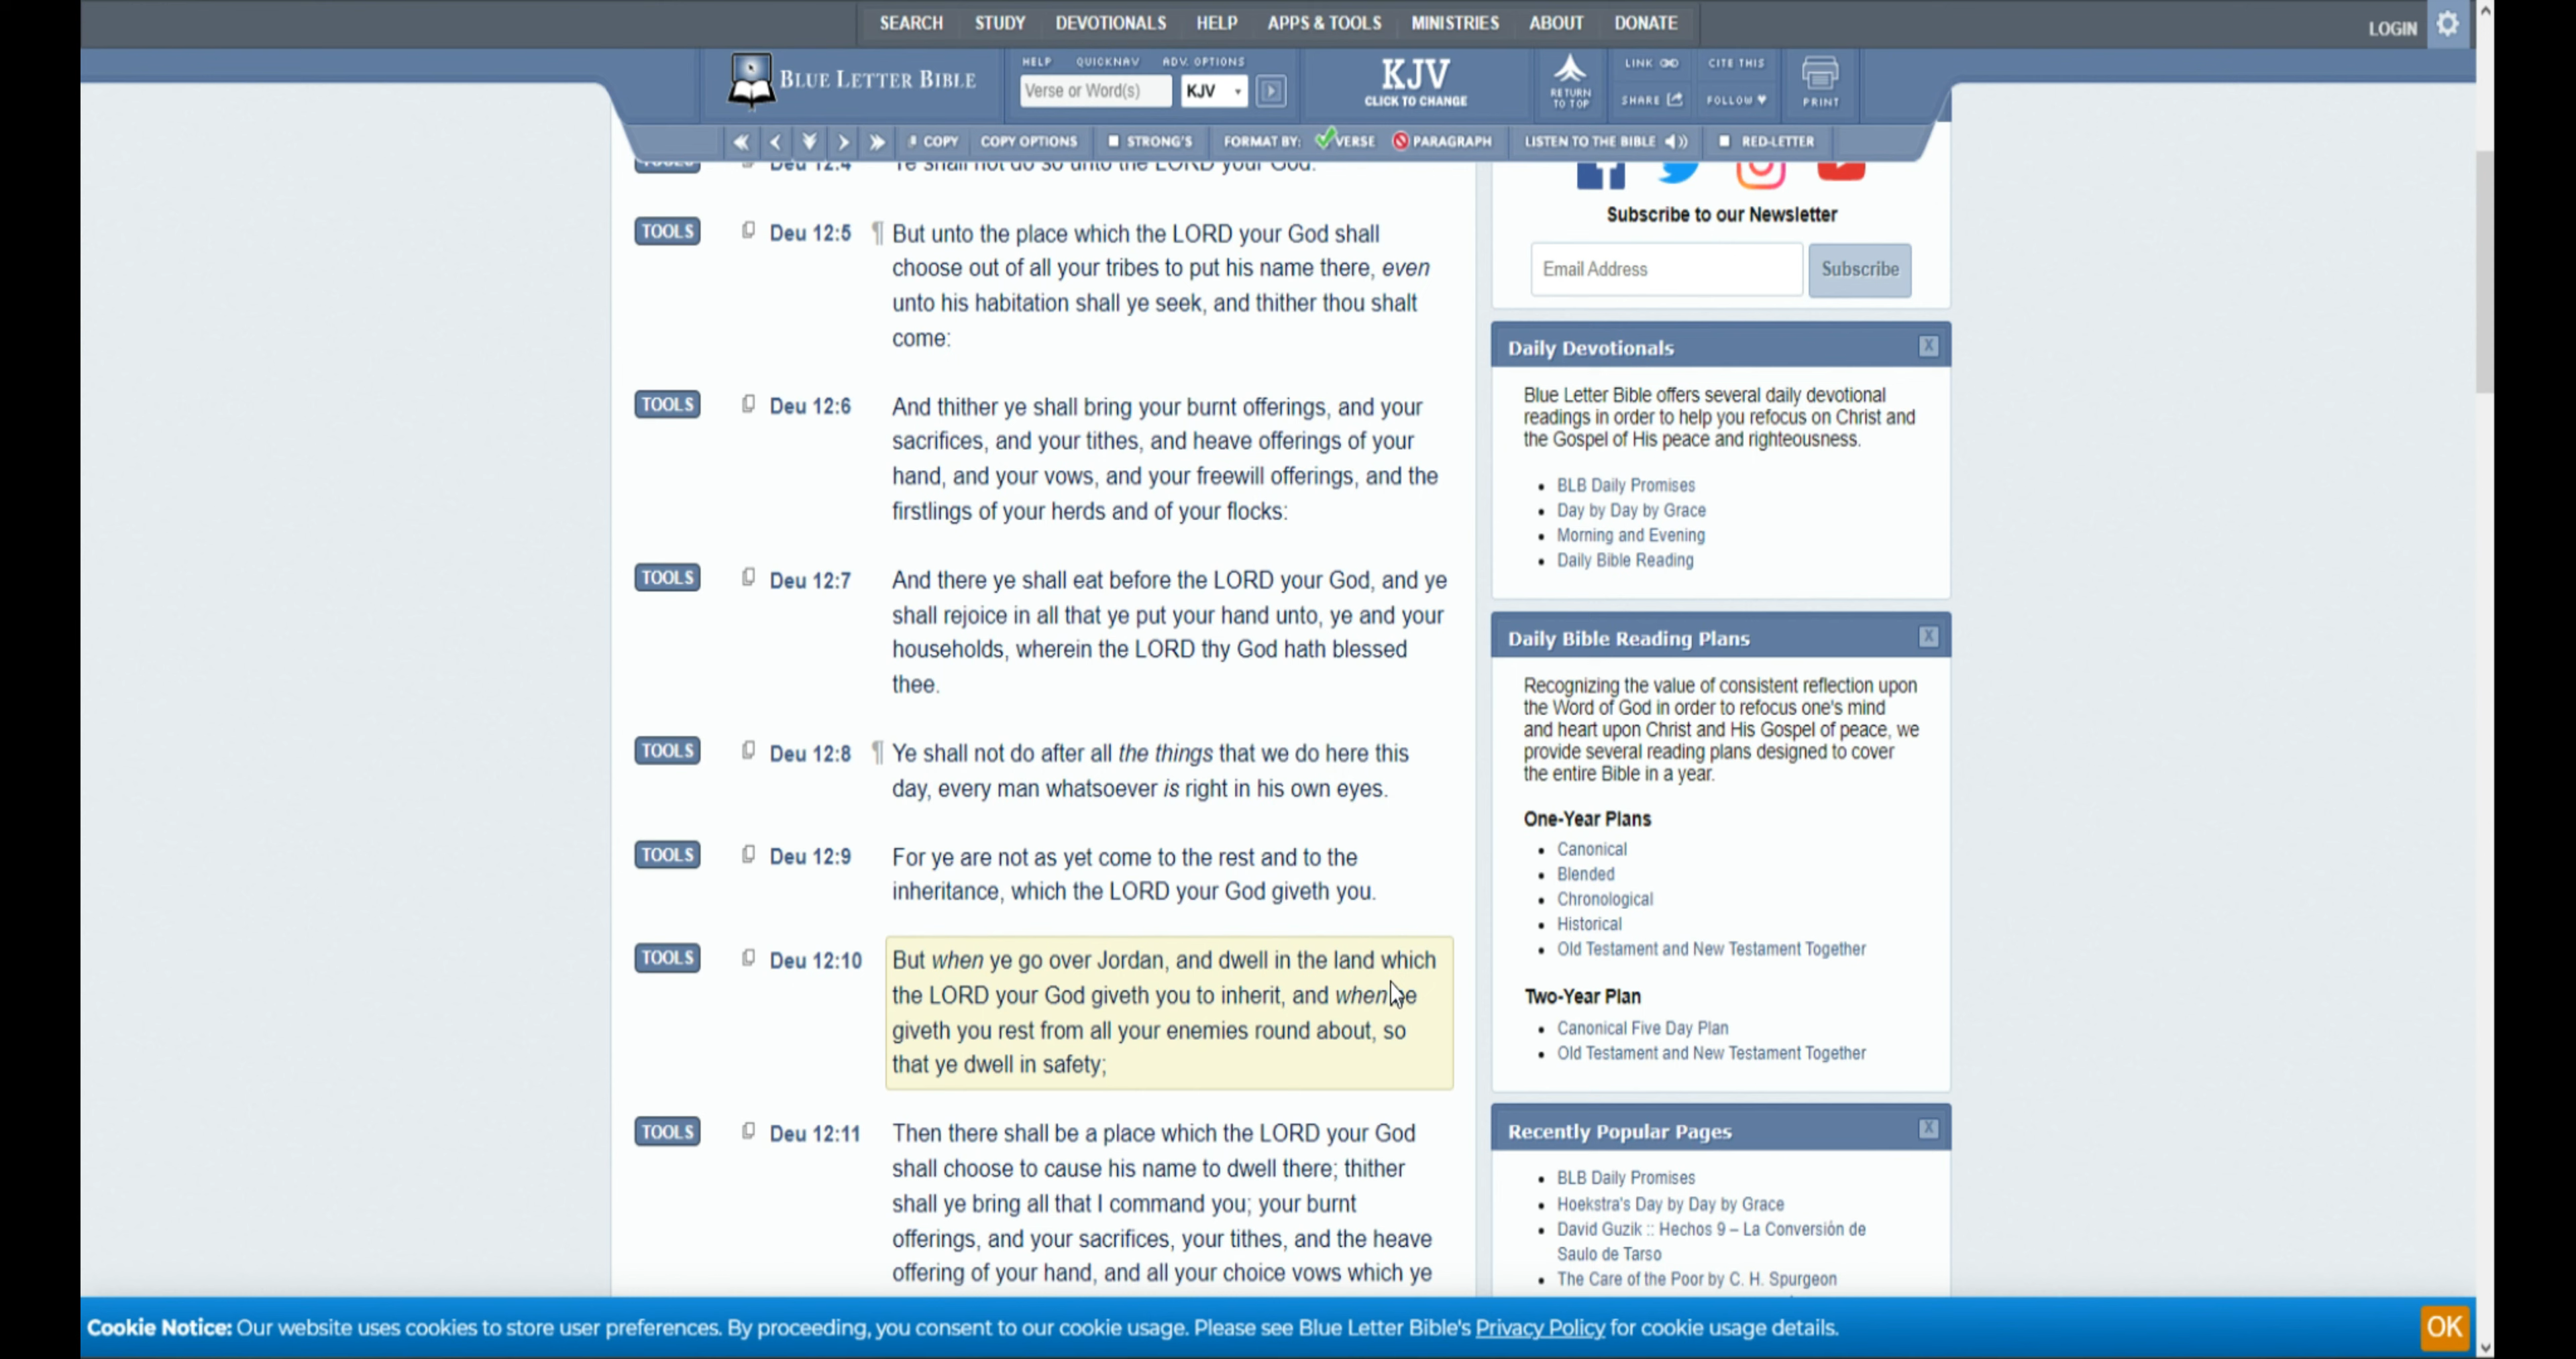 SEARCH STUDY DEVOTIONALS HELP APPS & TOOLS MINISTRIES ABOUT DONATE
LOGIN
BLUE LETTER BIBLE
HELP QUICKNAV ADV. OPTIONS
Verse or Word(s) KJV
KJV
CLICK TO CHANGE
RETURN
TO TOP
LINK CITE THIS
SHARE FOLLOW
PRINT
COPY COPY OPTIONS STRONG'S FORMAT BY: VERSE PARAGRAPH LISTEN TO THE BIBLE RED-LETTER
TOOLS Deu 12:4 Ye shall not do so unto the LORD your God.
TOOLS Deu 12:5 ¶ But unto the place which the LORD your God shall
choose out of all your tribes to put his name there, even
unto his habitation shall ye seek, and thither thou shalt
come:
TOOLS Deu 12:6 And thither ye shall bring your burnt offerings, and your
sacrifices, and your tithes, and heave offerings of your
hand, and your vows, and your freewill offerings, and the
firstlings of your herds and of your flocks:
TOOLS Deu 12:7 And there ye shall eat before the LORD your God, and ye
shall rejoice in all that ye put your hand unto, ye and your
households, wherein the LORD thy God hath blessed
thee.
TOOLS Deu 12:8 ¶ Ye shall not do after all the things that we do here this
day, every man whatsoever is right in his own eyes.
TOOLS Deu 12:9 For ye are not as yet come to the rest and to the
inheritance, which the LORD your God giveth you.
TOOLS Deu 12:10 But when ye go over Jordan, and dwell in the land which
the LORD your God giveth you to inherit, and when he
giveth you rest from all your enemies round about, so
that ye dwell in safety;
TOOLS Deu 12:11 Then there shall be a place which the LORD your God
shall choose to cause his name to dwell there; thither
shall ye bring all that I command you; your burnt
offerings, and your sacrifices, your tithes, and the heave
offering of your hand, and all your choice vows which ye
Subscribe to our Newsletter
Email Address Subscribe
Daily Devotionals X
Blue Letter Bible offers several daily devotional
readings in order to help you refocus on Christ and
the Gospel of His peace and righteousness.
• BLB Daily Promises
• Day by Day by Grace
• Morning and Evening
• Daily Bible Reading
Daily Bible Reading Plans X
Recognizing the value of consistent reflection upon
the Word of God in order to refocus one's mind
and heart upon Christ and His Gospel of peace, we
provide several reading plans designed to cover
the entire Bible in a year.
One-Year Plans
• Canonical
• Blended
• Chronological
• Historical
• Old Testament and New Testament Together
Two-Year Plan
• Canonical Five Day Plan
• Old Testament and New Testament Together
Recently Popular Pages X
• BLB Daily Promises
• Hoekstra's Day by Day by Grace
• David Guzik :: Hechos 9 – La Conversión de
Saulo de Tarso
• The Care of the Poor by C. H. Spurgeon
Cookie Notice: Our website uses cookies to store user preferences. By proceeding, you consent to our cookie usage. Please see Blue Letter Bible's Privacy Policy for cookie usage details.
OK